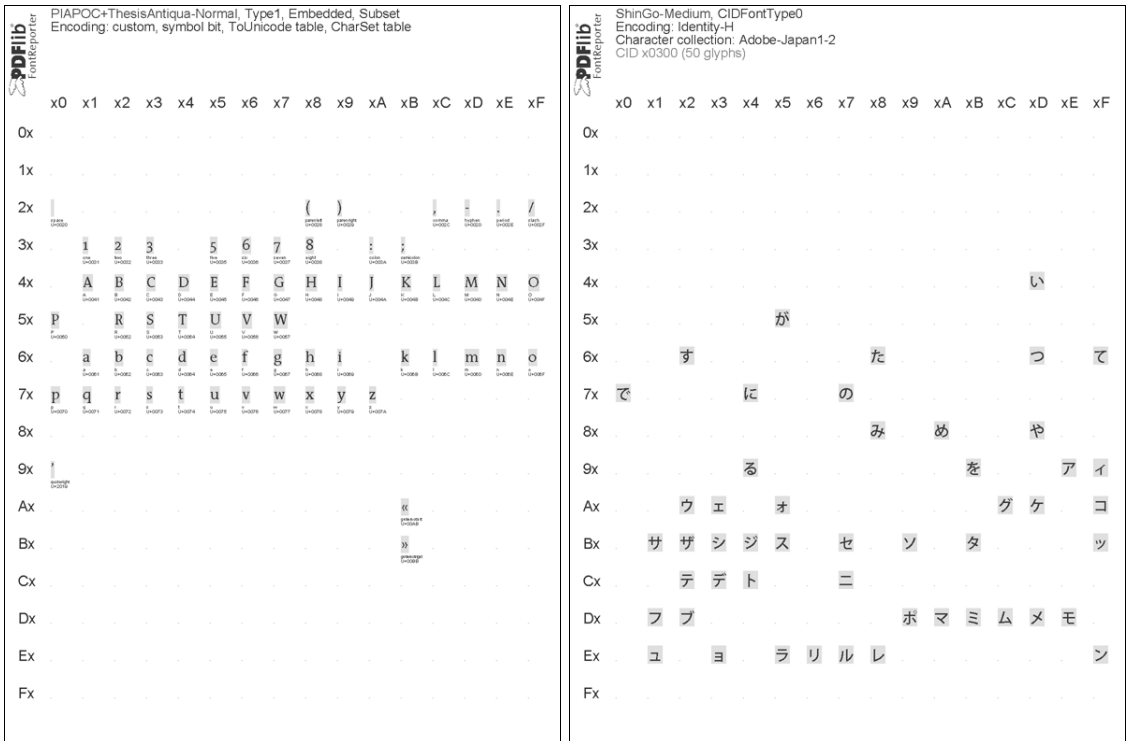 PDFlib
FontReporter
PIAPOC+ThesisAntiqua-Normal, Type1, Embedded, Subset
Encoding: custom, symbol bit, ToUnicode table, CharSet table
x0 x1 x2 x3 x4 x5 x6 x7 x8 x9 xA xB xC xD xE xF
0x
1x
2x ( ) , - . /
3x 1 2 3 5 6 7 8 : ;
4x A B C D E F G H I J K L M N O
5x P R S T U V W
6x a b c d e f g h i k l m n o
7x p q r s t u v w x y z
8x
9x ’
Ax «
Bx »
Cx
Dx
Ex
Fx
PDFlib
FontReporter
ShinGo-Medium, CIDFontType0
Encoding: Identity-H
Character collection: Adobe-Japan1-2
CID x0300 (50 glyphs)
x0 x1 x2 x3 x4 x5 x6 x7 x8 x9 xA xB xC xD xE xF
0x
1x
2x
3x
4x い
5x が
6x す た つ て
7x で に の
8x み め や
9x る を ア ィ
Ax ウ ェ ォ グ ケ コ
Bx サ ザ シ ジ ス セ ソ タ ッ
Cx テ デ ト ニ
Dx フ ブ ボ マ ミ ム メ モ
Ex ュ ョ ラ リ ル レ ン
Fx